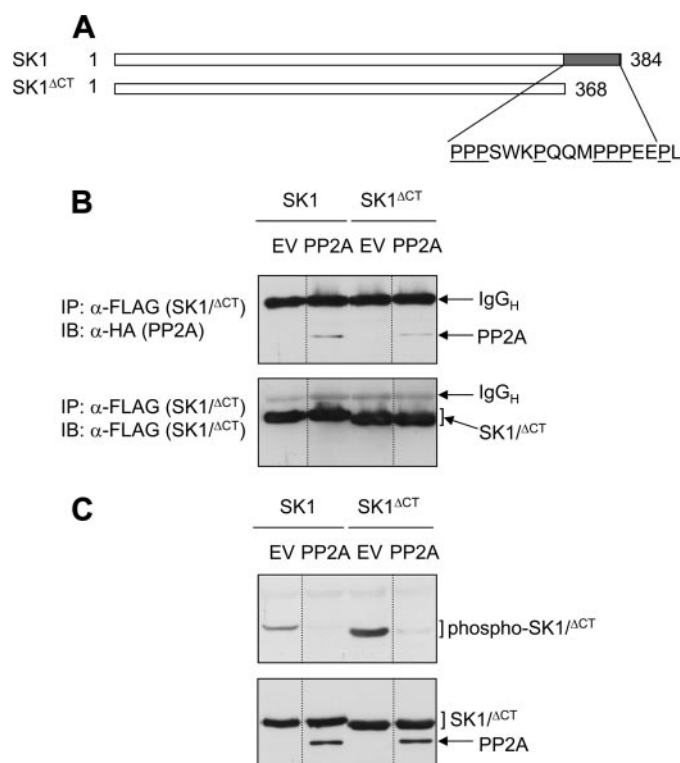 A
SK1 1 384
SK1ΔCT 1 368
PPPSWKPQQMPPPEEPL
B
SK1 SK1ΔCT
EV PP2A EV PP2A
IP: α-FLAG (SK1/ΔCT)
IB: α-HA (PP2A)
IgGH
PP2A
IP: α-FLAG (SK1/ΔCT)
IB: α-FLAG (SK1/ΔCT)
IgGH
SK1/ΔCT
C
SK1 SK1ΔCT
EV PP2A EV PP2A
phospho-SK1/ΔCT
SK1/ΔCT
PP2A